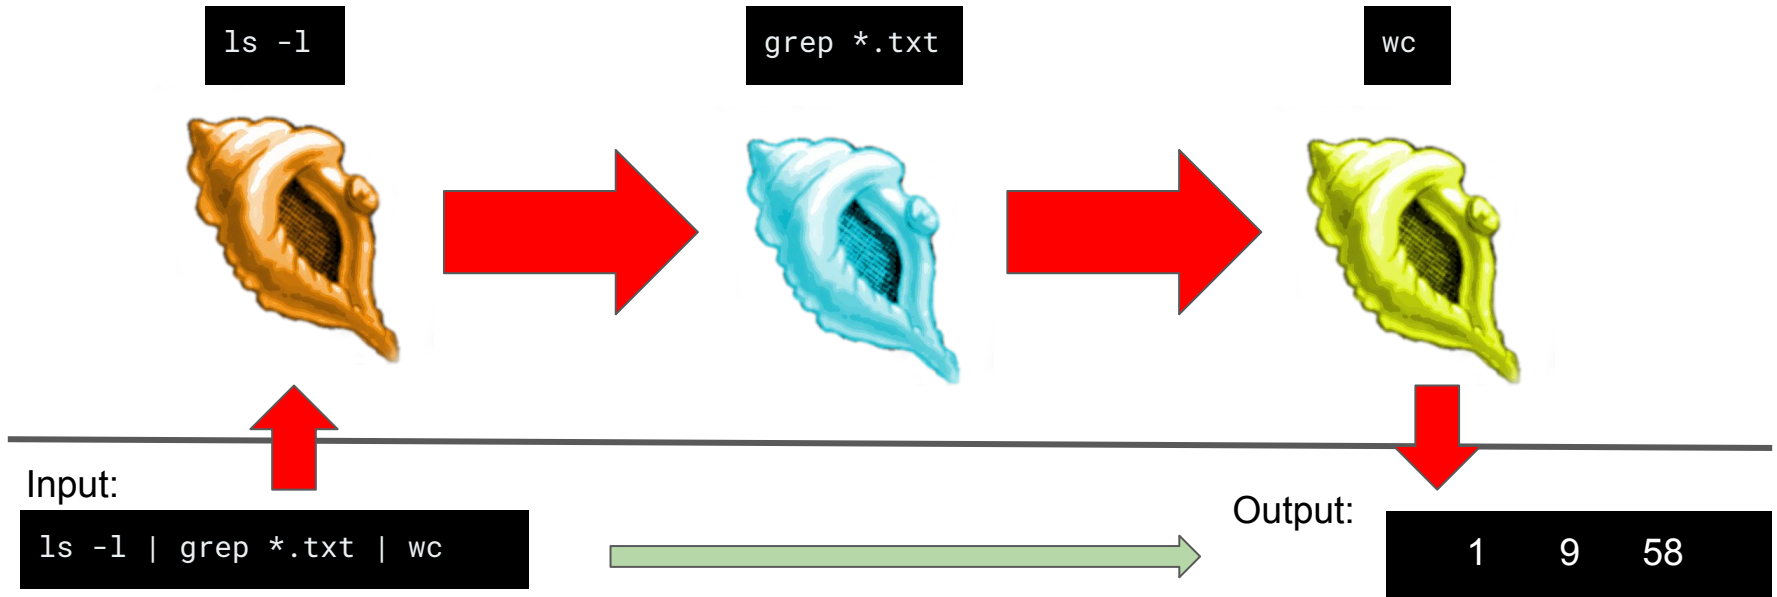 ls -l
grep *.txt
wc
Input:
ls -l | grep *.txt | wc
Output:
1 9 58